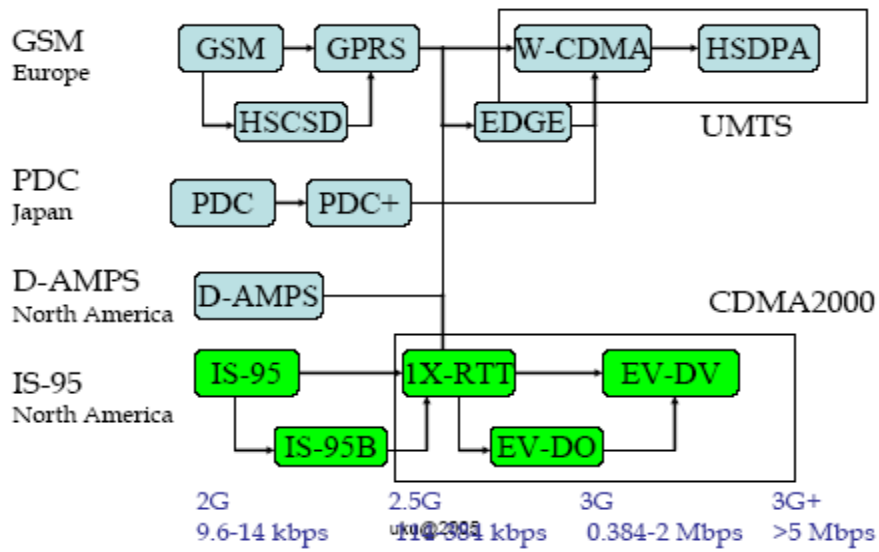 GSM
Europe
GSM
GPRS
W-CDMA
HSDPA
HSCSD
EDGE
UMTS
PDC
Japan
PDC
PDC+
D-AMPS
North America
D-AMPS
CDMA2000
IS-95
North America
IS-95
1X-RTT
EV-DV
IS-95B
EV-DO
2G
2.5G
3G
3G+
9.6-14 kbps
kbps
0.384-2 Mbps
>5 Mbps